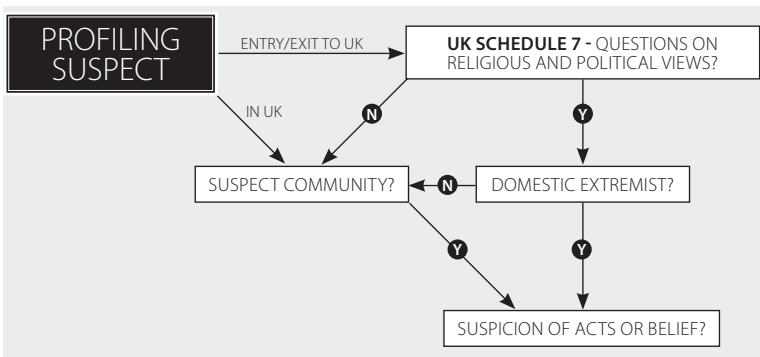 PROFILING
SUSPECT
ENTRY/EXIT TO UK
UK SCHEDULE 7 - QUESTIONS ON
RELIGIOUS AND POLITICAL VIEWS?
IN UK
N
Y
SUSPECT COMMUNITY?
N
DOMESTIC EXTREMIST?
Y
Y
SUSPICION OF ACTS OR BELIEF?